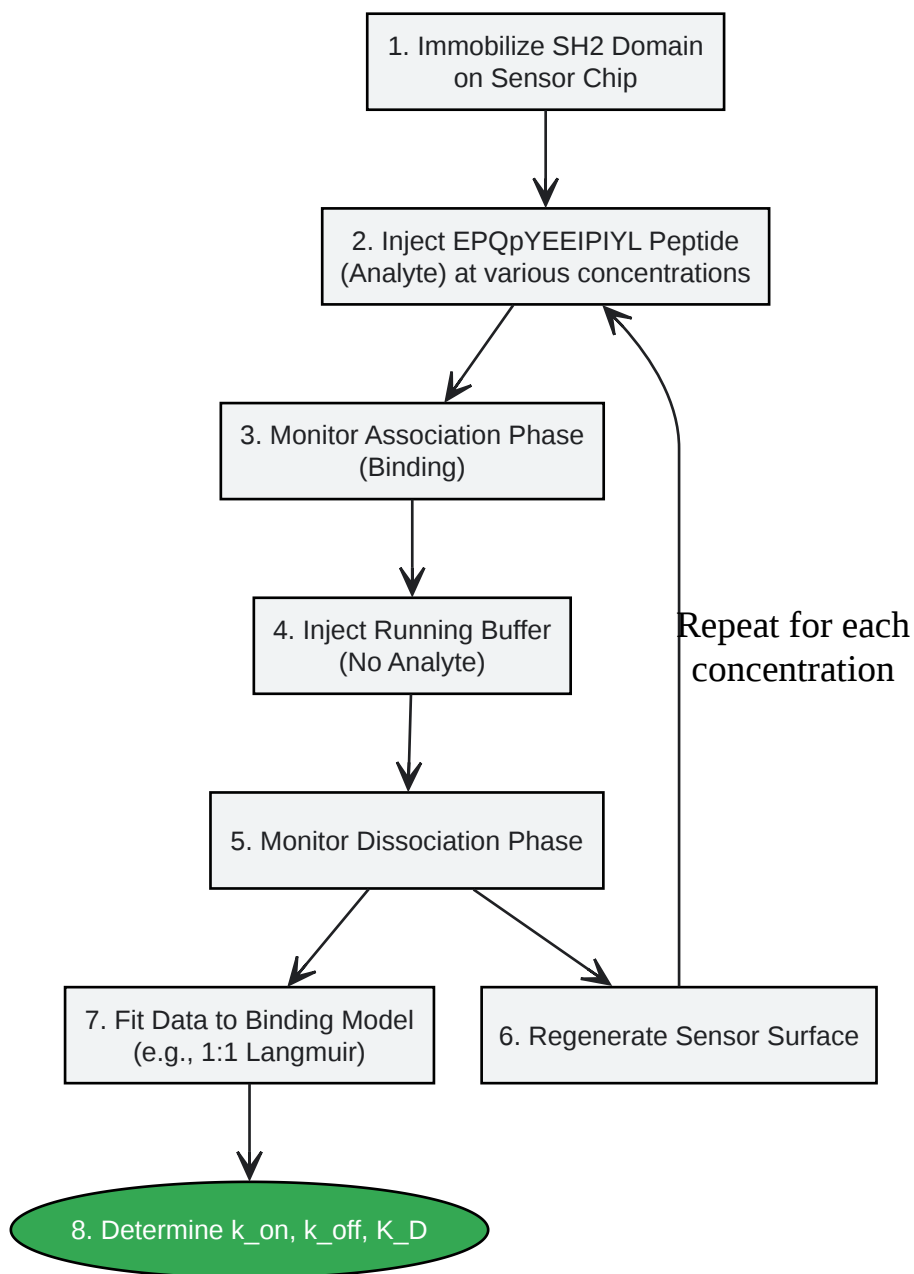 1. Immobilize SH2 Domain
on Sensor Chip
2. Inject EPQpYEEIPIYL Peptide
(Analyte) at various concentrations
3. Monitor Association Phase
(Binding)
4. Inject Running Buffer
(No Analyte)
Repeat for each
concentration
5. Monitor Dissociation Phase
7. Fit Data to Binding Model
(e.g., 1:1 Langmuir)
6. Regenerate Sensor Surface
8. Determine k_on, k_off, K_D